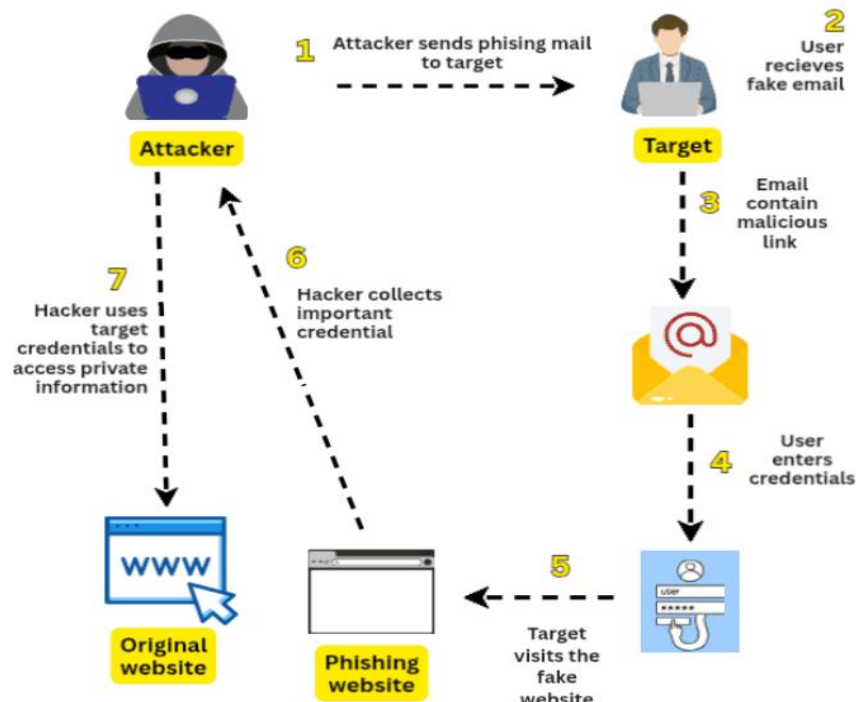 1
Attacker sends phising mail
to target
2
User
recieves
fake email
Attacker
Target
3
Email
contain
malicious
link
6
Hacker collects
important
credential
7
Hacker uses
target
credentials to
access private
information
@
4
User
enters
credentials
WWW
5
user
*****
Target
visits the
fake
website
Original
website
Phishing
website